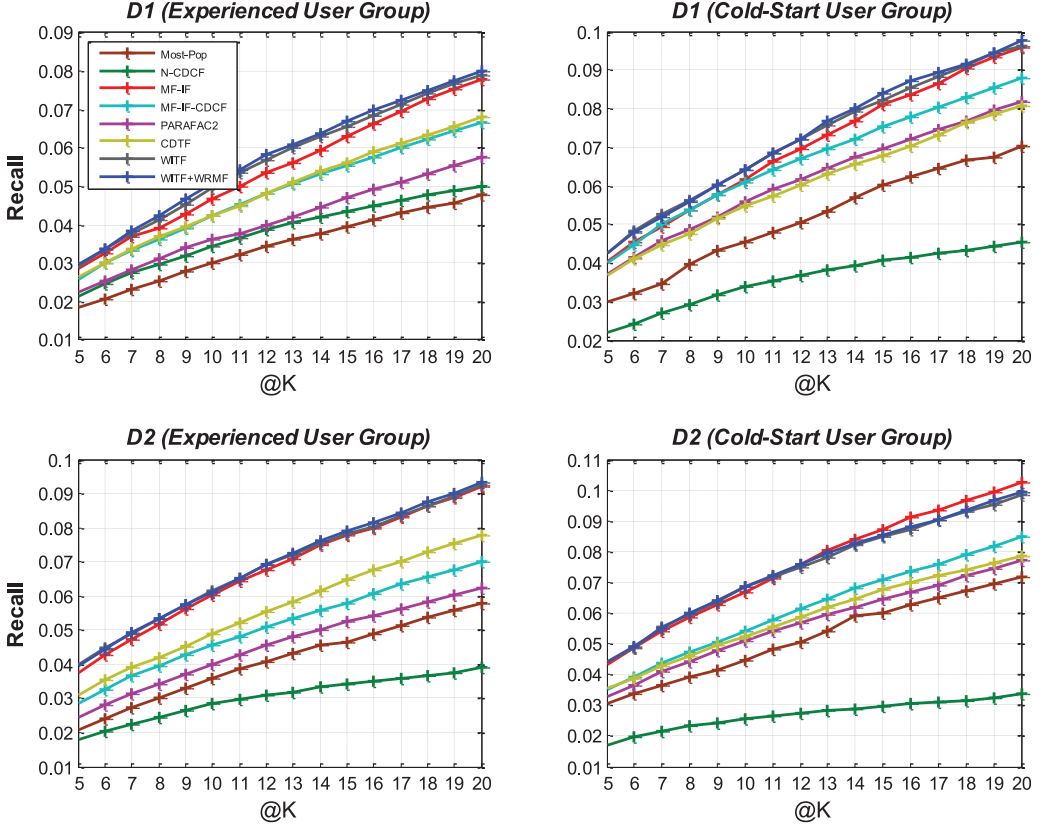 D1 (Experienced User Group)
0.09
0.08
0.07
0.06
0.05
0.04
0.03
0.02
0.01
Recall
Most-Pop
N-CDCF
MF-IF
MF-IF-CDCF
PARAFAC2
CDTF
WITF
WITF+WRMF
5 6 7 8 9 10 11 12 13 14 15 16 17 18 19 20
@K
D1 (Cold-Start User Group)
0.1
0.09
0.08
0.07
0.06
0.05
0.04
0.03
0.02
5 6 7 8 9 10 11 12 13 14 15 16 17 18 19 20
@K
D2 (Experienced User Group)
0.1
0.09
0.08
0.07
0.06
0.05
0.04
0.03
0.02
0.01
Recall
5 6 7 8 9 10 11 12 13 14 15 16 17 18 19 20
@K
D2 (Cold-Start User Group)
0.11
0.1
0.09
0.08
0.07
0.06
0.05
0.04
0.03
0.02
0.01
5 6 7 8 9 10 11 12 13 14 15 16 17 18 19 20
@K